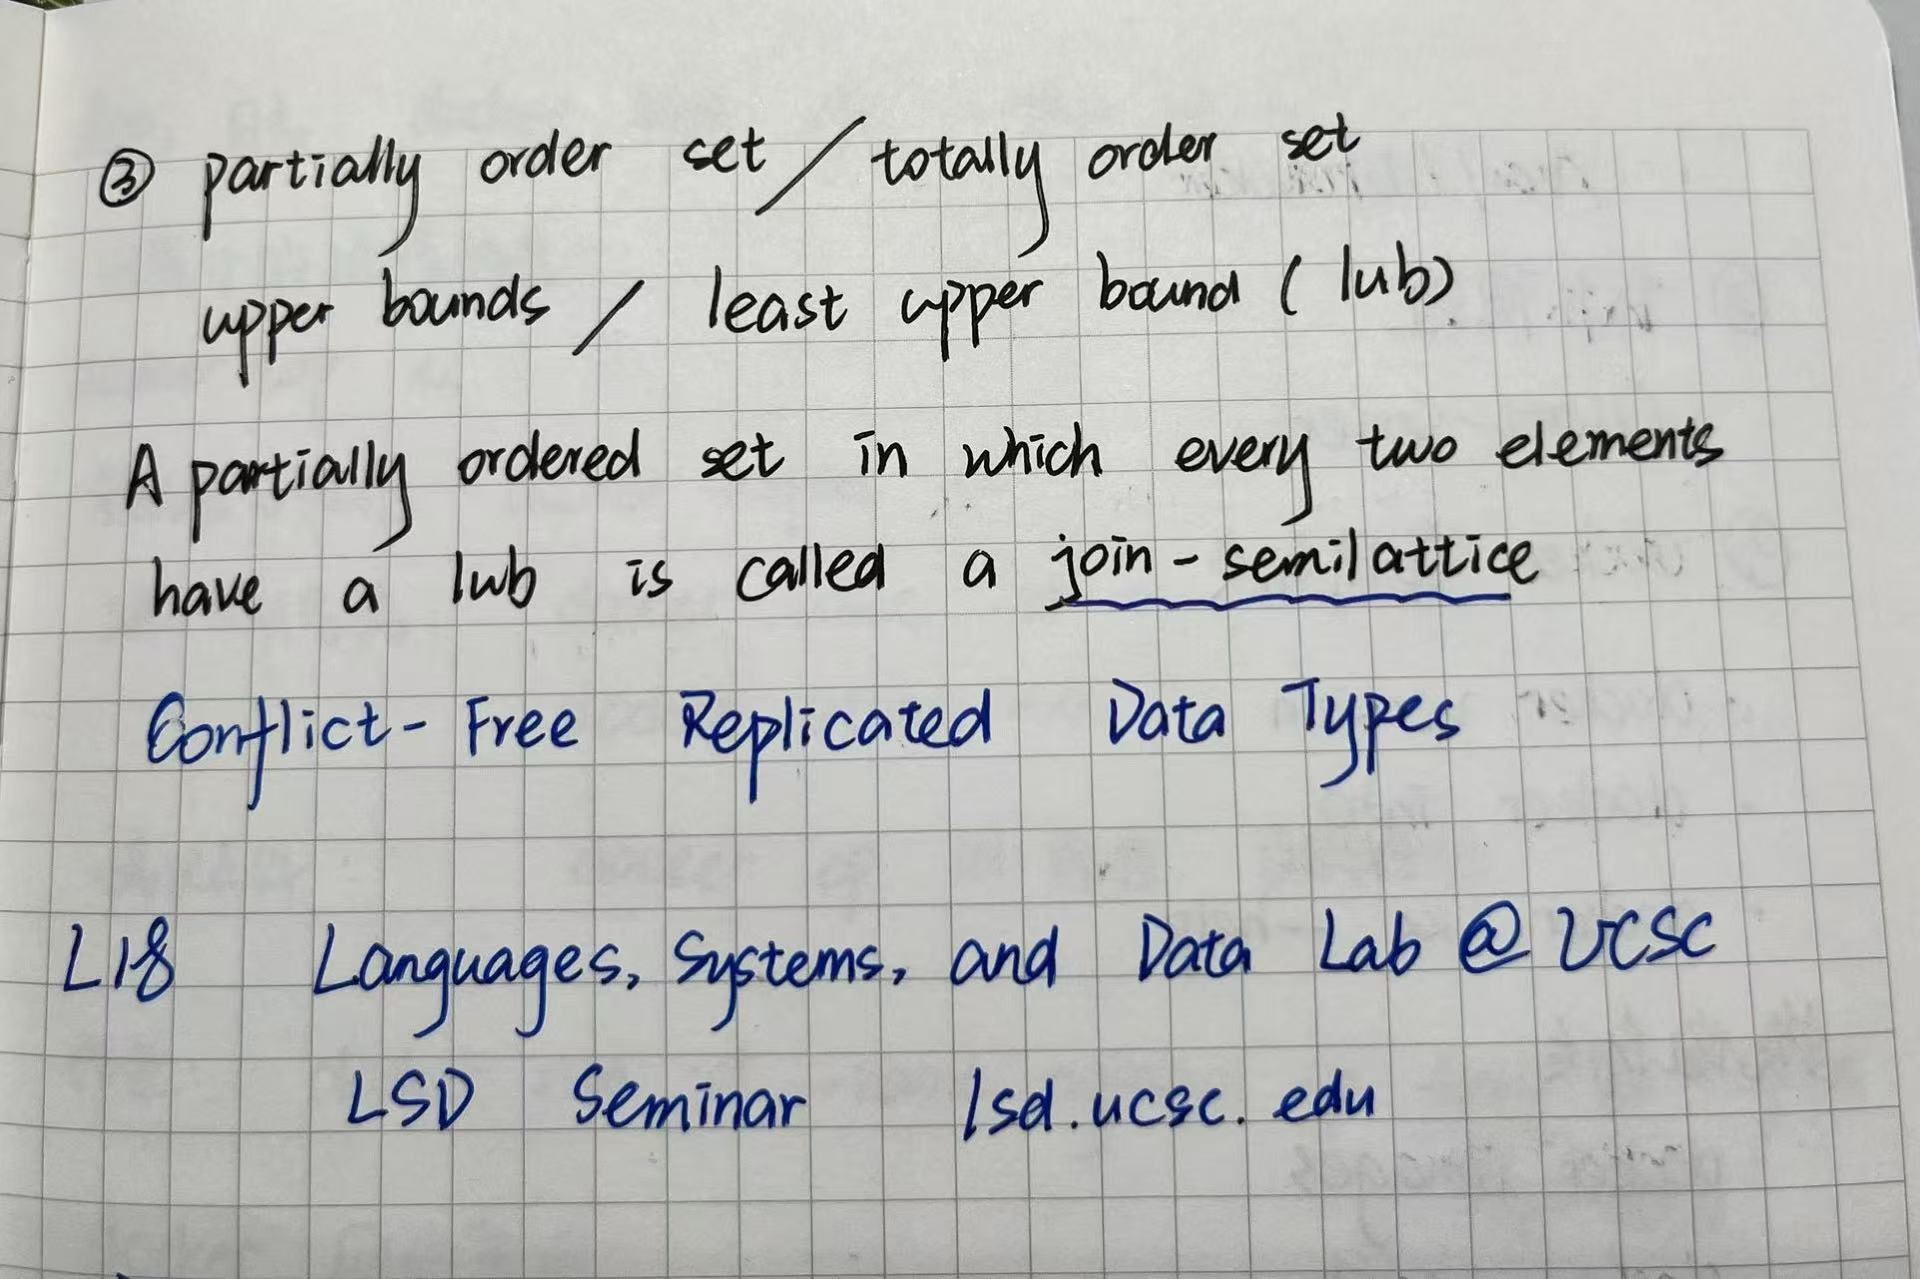 ③ partially order set / totally order set
upper bounds / least upper bound ( lub)
A partially ordered set in which every two elements
have a lub is called a join - semilattice
Conflict - Free Replicated Data Types
L18 Languages, Systems, and Data Lab @ UCSC
LSD Seminar lsd.ucsc.edu